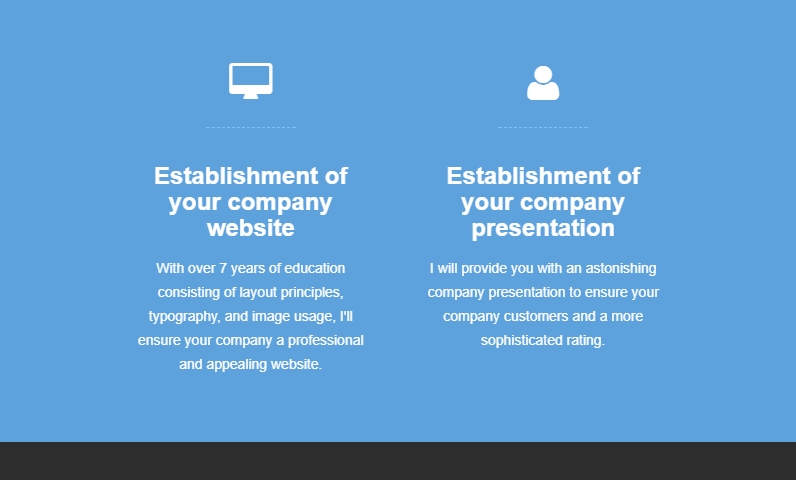 Establishment of
your company
website
With over 7 years of education
consisting of layout principles,
typography, and image usage, I'll
ensure your company a professional
and appealing website.
Establishment of
your company
presentation
I will provide you with an astonishing
company presentation to ensure your
company customers and a more
sophisticated rating.